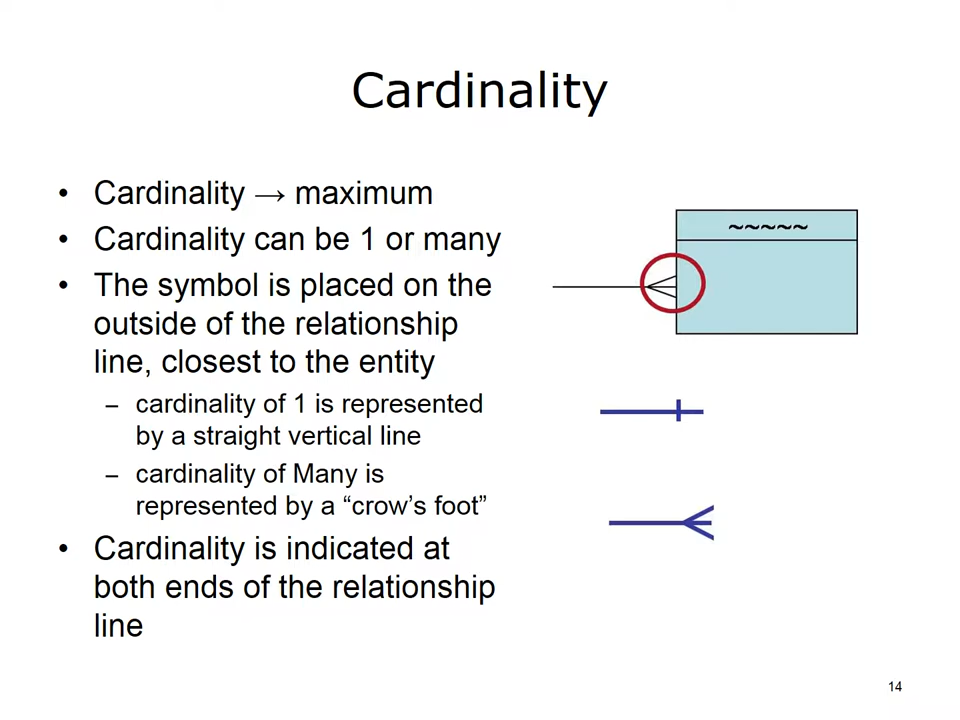 Cardinality
• Cardinality → maximum
• Cardinality can be 1 or many
• The symbol is placed on the
outside of the relationship
line, closest to the entity
– cardinality of 1 is represented
by a straight vertical line
– cardinality of Many is
represented by a “crow’s foot”
• Cardinality is indicated at
both ends of the relationship
line
~~~~~
14